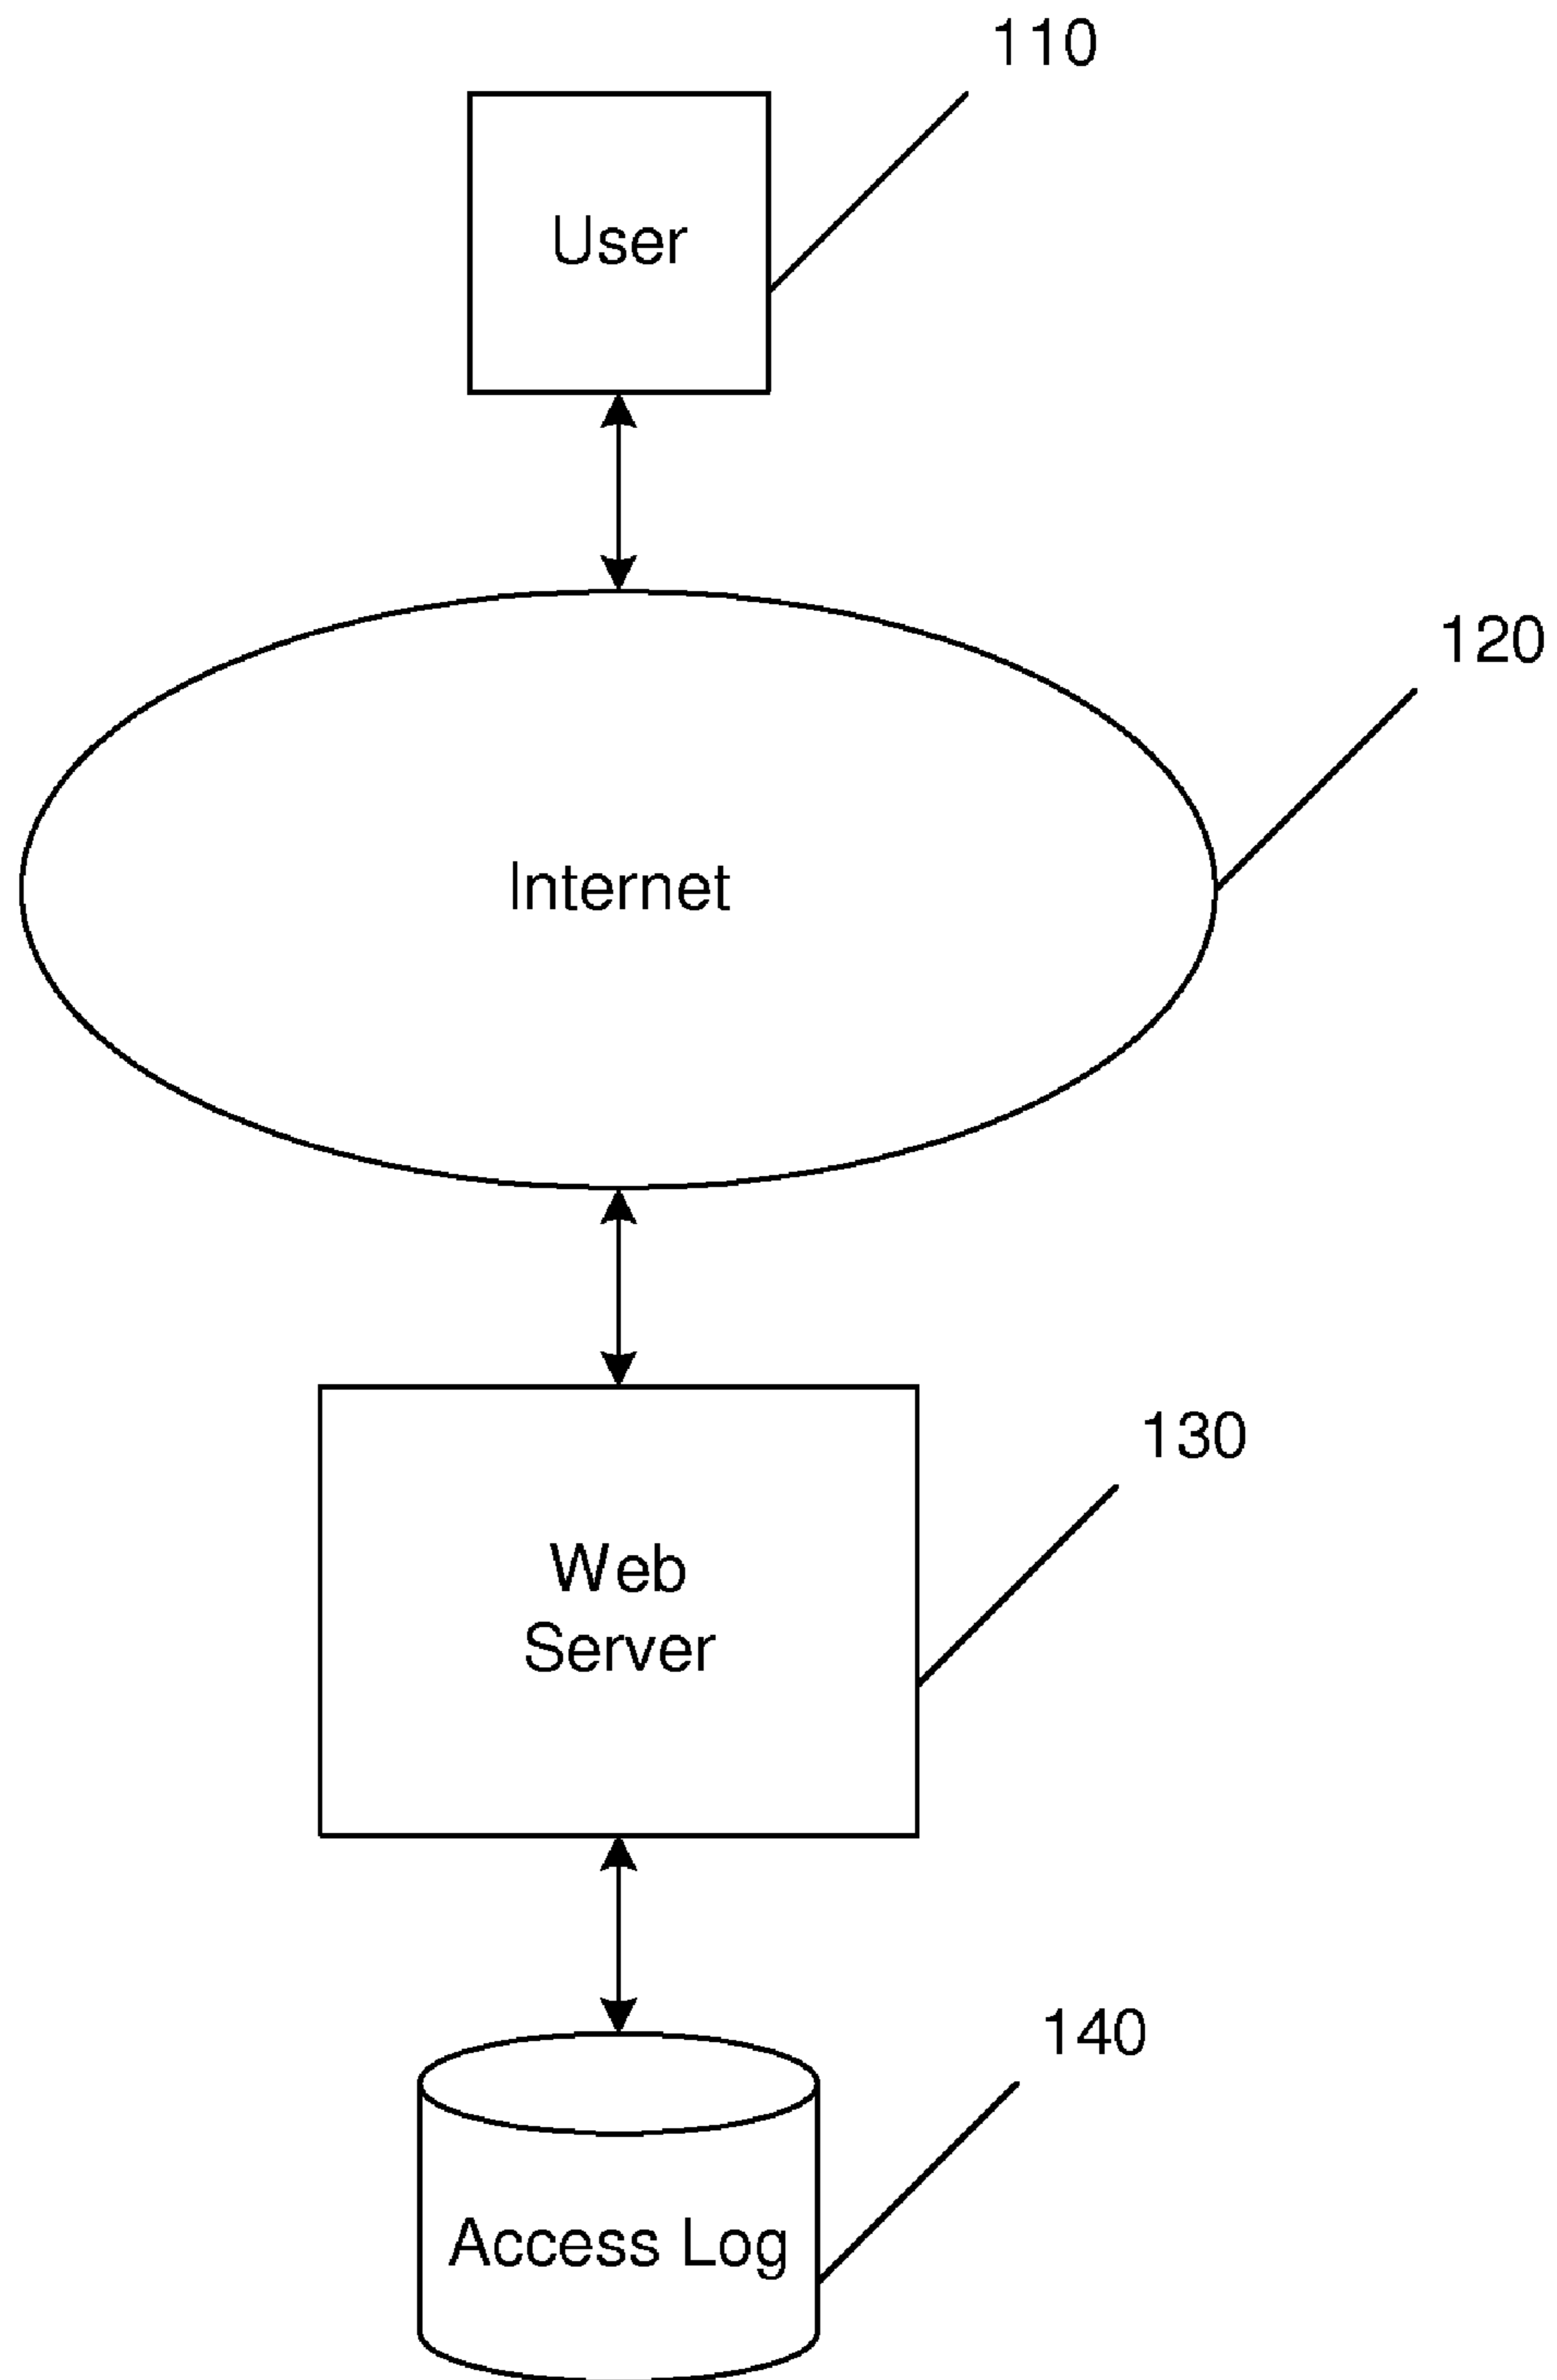 110
User
120
Internet
130
Web
Server
140
Access Log